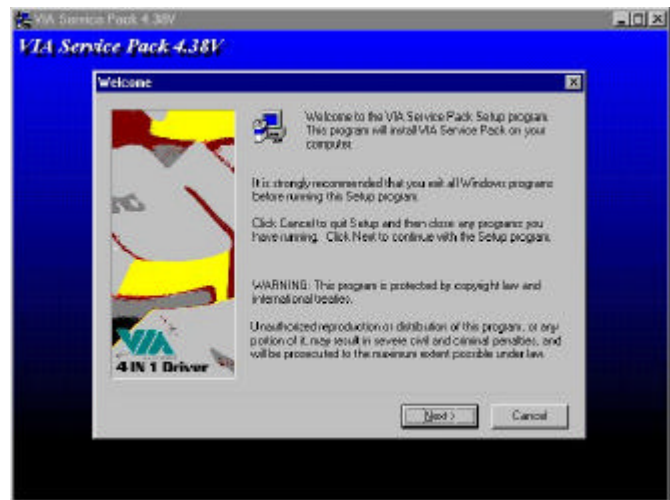 VIA Service Pack 4.38V
VIA Service Pack 4.38V
Welcome
Welcome to the VIA Service Pack Setup program.
This program will install VIA Service Pack on your
computer.
It is strongly recommended that you exit all Windows programs
before running this Setup program.
Click Cancel to quit Setup and then close any programs you
have running. Click Next to continue with the Setup program.
WARNING: This program is protected by copyright law and
international treaties.
Unauthorized reproduction or distribution of this program, or any
portion of it, may result in severe civil and criminal penalties, and
will be prosecuted to the maximum extent possible under law.
VIA
4 IN 1 Driver
Next >
Cancel